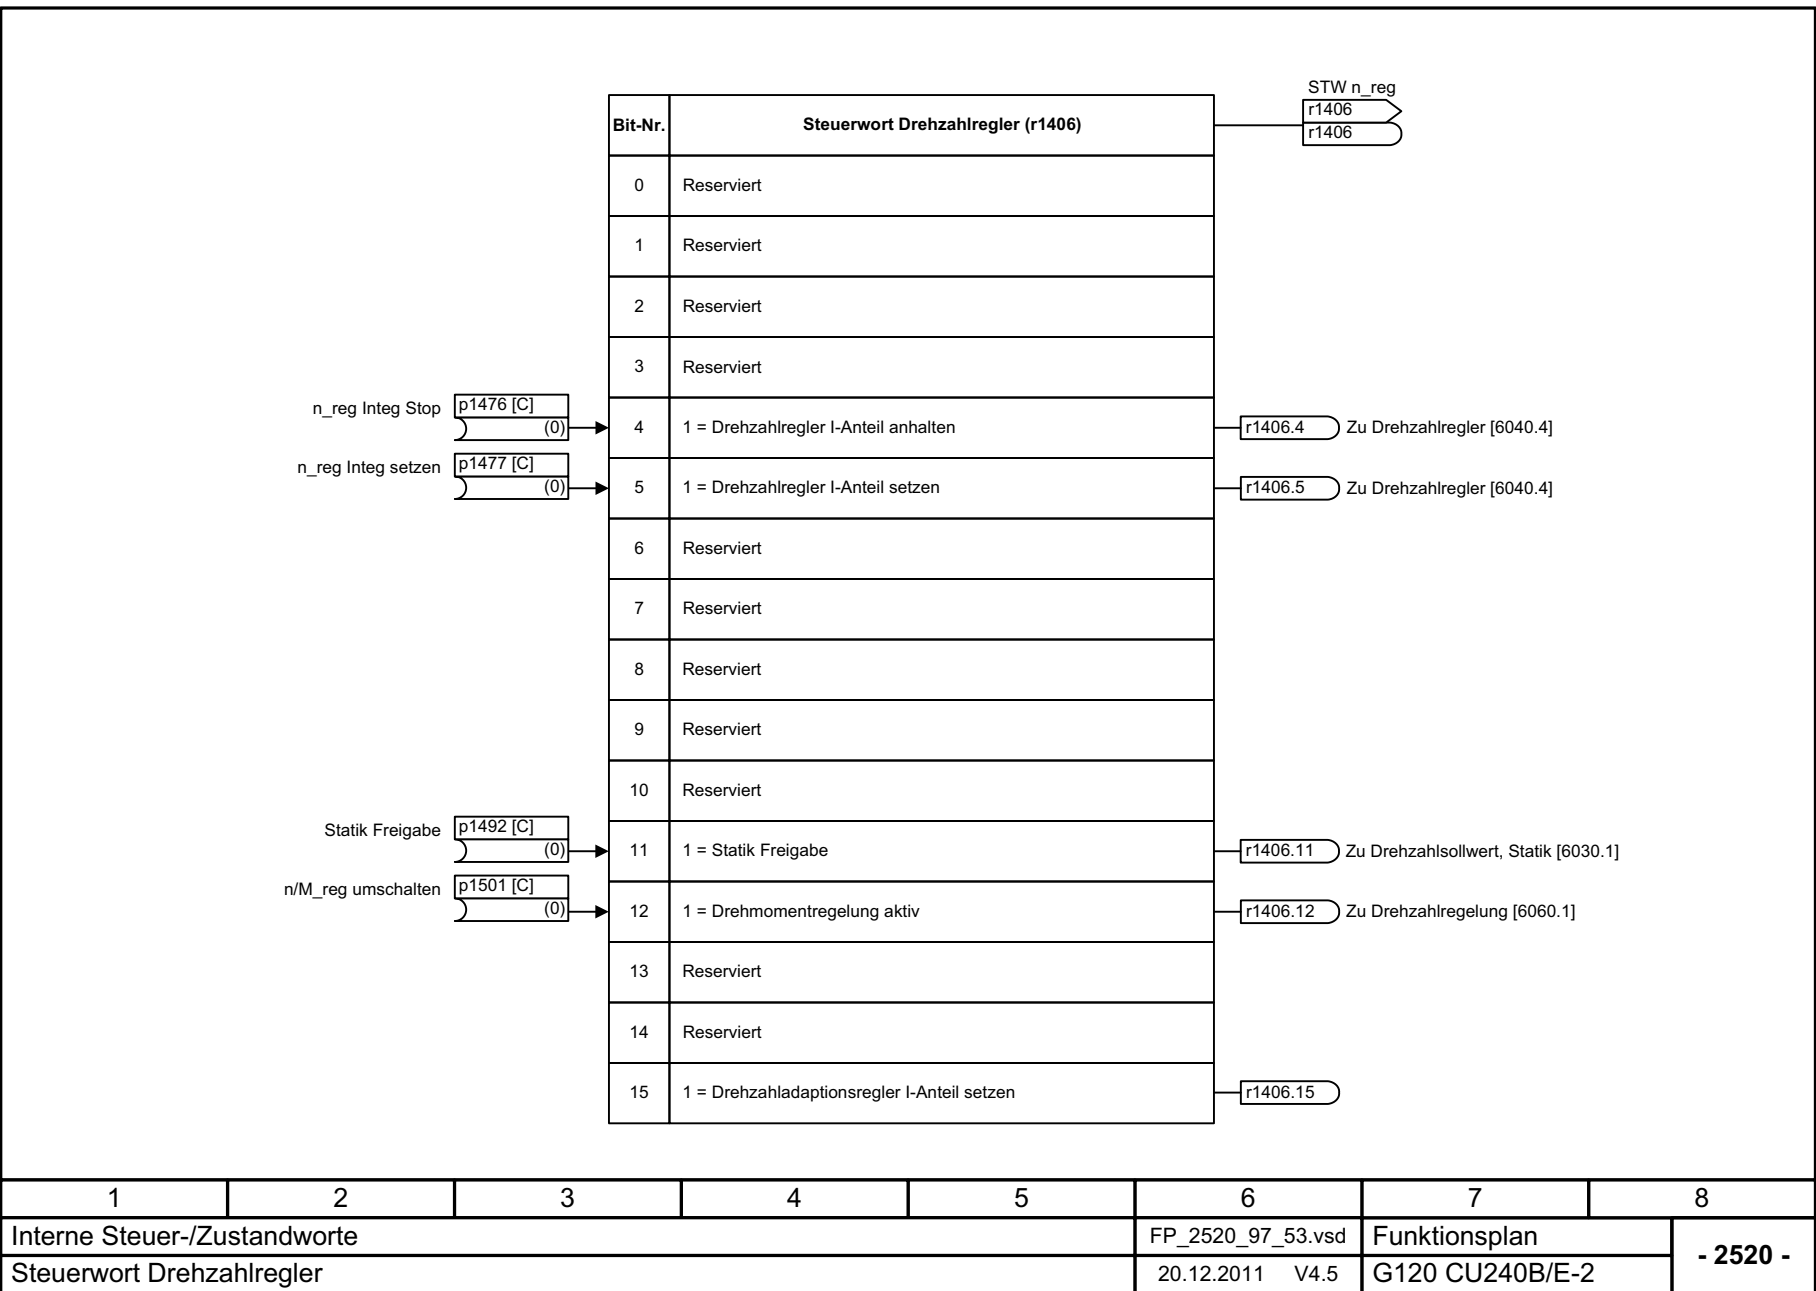 STW n_reg
r1406
r1406
Bit-Nr. Steuerwort Drehzahlregler (r1406)
0 Reserviert
1 Reserviert
2 Reserviert
3 Reserviert
n_reg Integ Stop p1476 [C]
(0) 4 1 = Drehzahlregler I-Anteil anhalten r1406.4 Zu Drehzahlregler [6040.4]
n_reg Integ setzen p1477 [C]
(0) 5 1 = Drehzahlregler I-Anteil setzen r1406.5 Zu Drehzahlregler [6040.4]
6 Reserviert
7 Reserviert
8 Reserviert
9 Reserviert
10 Reserviert
Statik Freigabe p1492 [C]
(0) 11 1 = Statik Freigabe r1406.11 Zu Drehzahlsollwert, Statik [6030.1]
n/M_reg umschalten p1501 [C]
(0) 12 1 = Drehmomentregelung aktiv r1406.12 Zu Drehzahlregelung [6060.1]
13 Reserviert
14 Reserviert
15 1 = Drehzahladaptionsregler I-Anteil setzen r1406.15
1 2 3 4 5 6 7 8
Interne Steuer-/Zustandworte FP_2520_97_53.vsd Funktionsplan
- 2520 -
Steuerwort Drehzahlregler 20.12.2011 V4.5 G120 CU240B/E-2